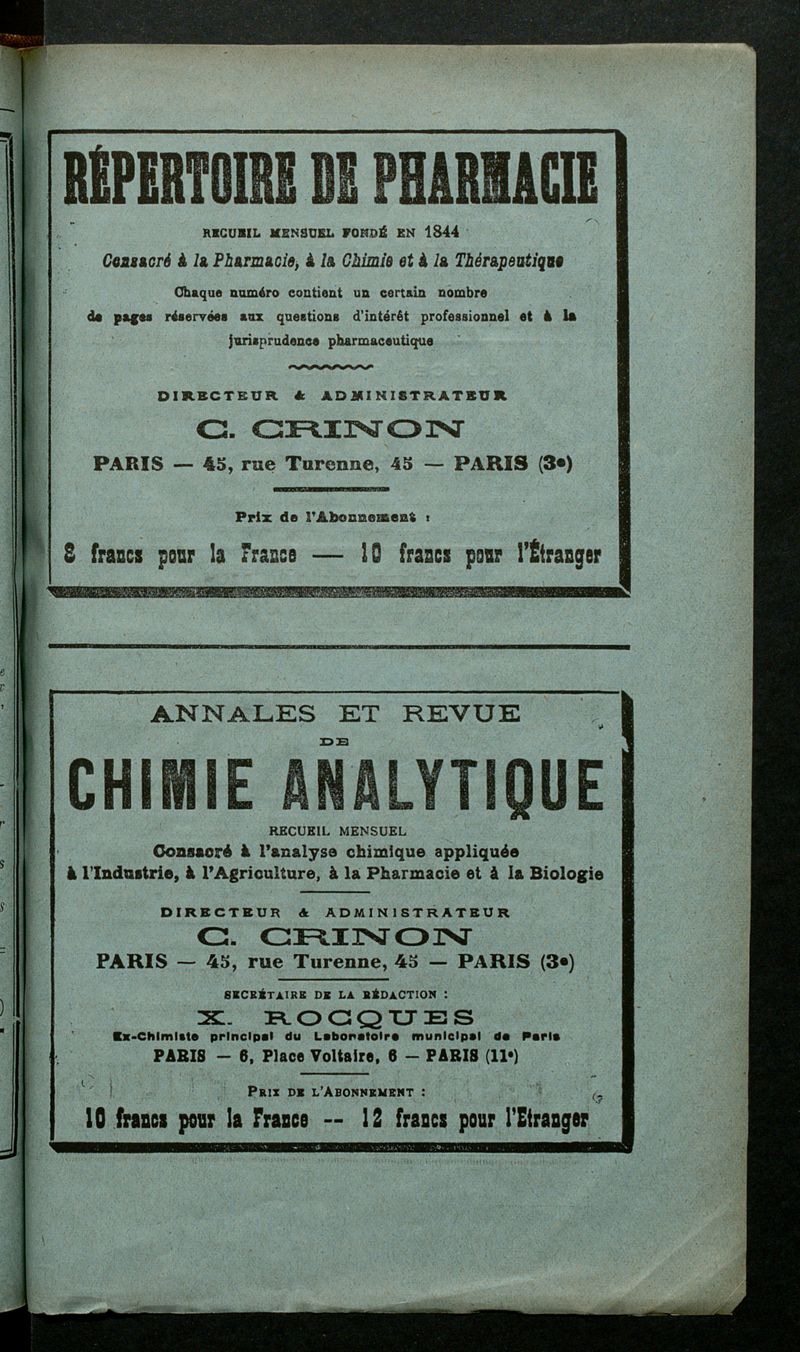 RÉPERTOIRE DE PHARMACIE
RECUEIL MENSUEL FONDÉ EN 1844
Consacré à la Pharmacie, à la Chimie et à la Thérapeutique
Chaque numéro contient un certain nombre
de pages réservées aux questions d'intérêt professionnel et à la
jurisprudence pharmaceutique
DIRECTEUR & ADMINISTRATEUR
C. CRINON
PARIS — 45, rue Turenne, 45 — PARIS (3e)
Prix de l'Abonnement :
8 francs pour la France — 10 francs pour l'Étranger
ANNALES ET REVUE
DE
CHIMIE ANALYTIQUE
RECUEIL MENSUEL
Consacré à l'analyse chimique appliquée
à l'Industrie, à l'Agriculture, à la Pharmacie et à la Biologie
DIRECTEUR & ADMINISTRATEUR
C. CRINON
PARIS — 45, rue Turenne, 45 — PARIS (3e)
SECRÉTAIRE DE LA RÉDACTION :
X. ROCQUES
Ex-Chimiste principal du Laboratoire municipal de Paris
PARIS — 6, Place Voltaire, 6 — PARIS (11e)
PRIX DE L'ABONNEMENT :
10 francs pour la France -- 12 francs pour l'Etranger